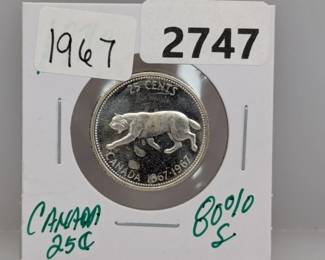 1967
2747
25 CENTS
CANADA 1867-1967
CANADA
25¢
80%
S